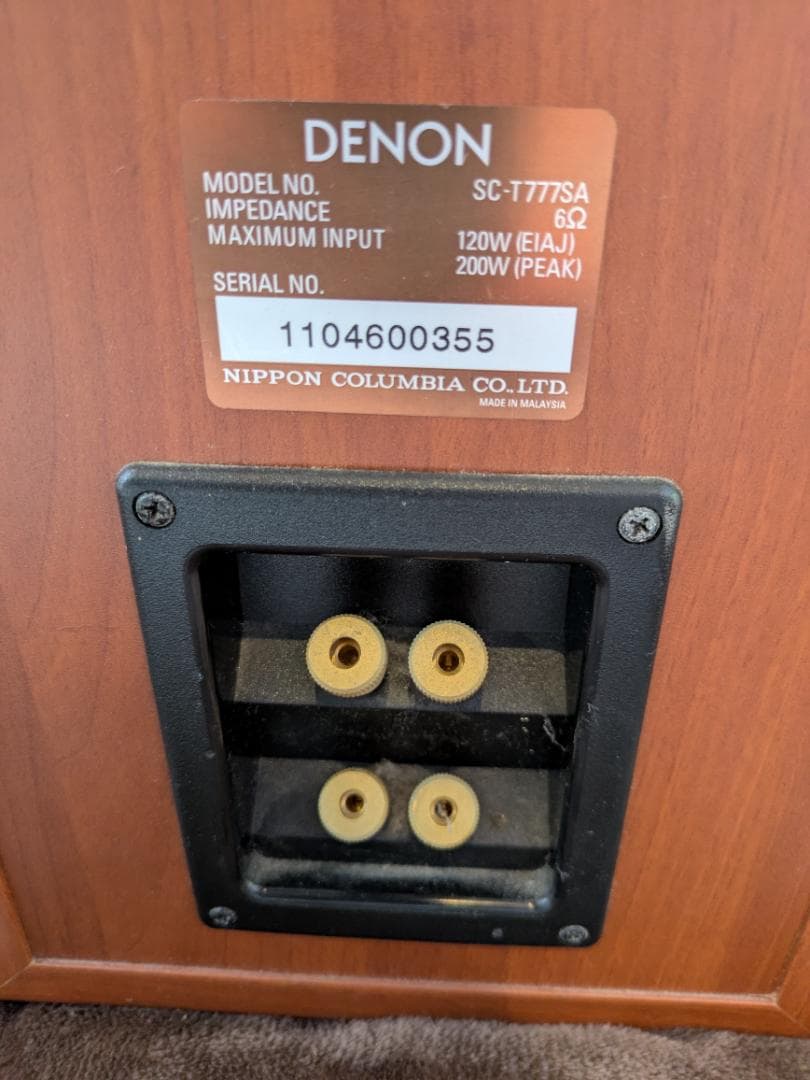 DENON
MODEL NO. SC-T777SA
IMPEDANCE 6Ω
MAXIMUM INPUT 120W (EIAJ)
200W (PEAK)
SERIAL NO.
1104600355
NIPPON COLUMBIA CO., LTD.
MADE IN MALAYSIA